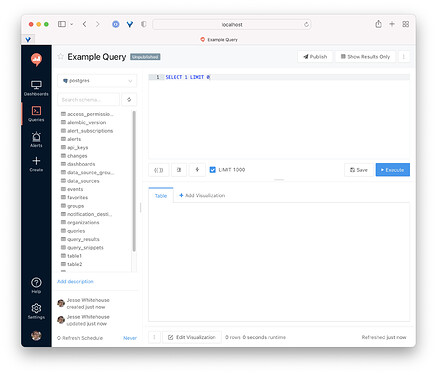 localhost
Example Query
Example Query
Unpublished
Publish
Show Results Only
Dashboards
Queries
Alerts
Create
Help
Settings
postgres
Search schema...
access_permissio...
alembic_version
alert_subscriptions
alerts
api_keys
changes
dashboards
data_source_grou...
data_sources
events
favorites
groups
notification_desti...
organizations
queries
query_results
query_snippets
table1
table2
Add description
Jesse Whitehouse
created just now
Jesse Whitehouse
updated just now
Refresh Schedule
Never
1 SELECT 1 LIMIT 0
{{ }}
LIMIT 1000
Save
Execute
Table
+ Add Visualization
Edit Visualization
0 rows 0 seconds runtime
Refreshed just now